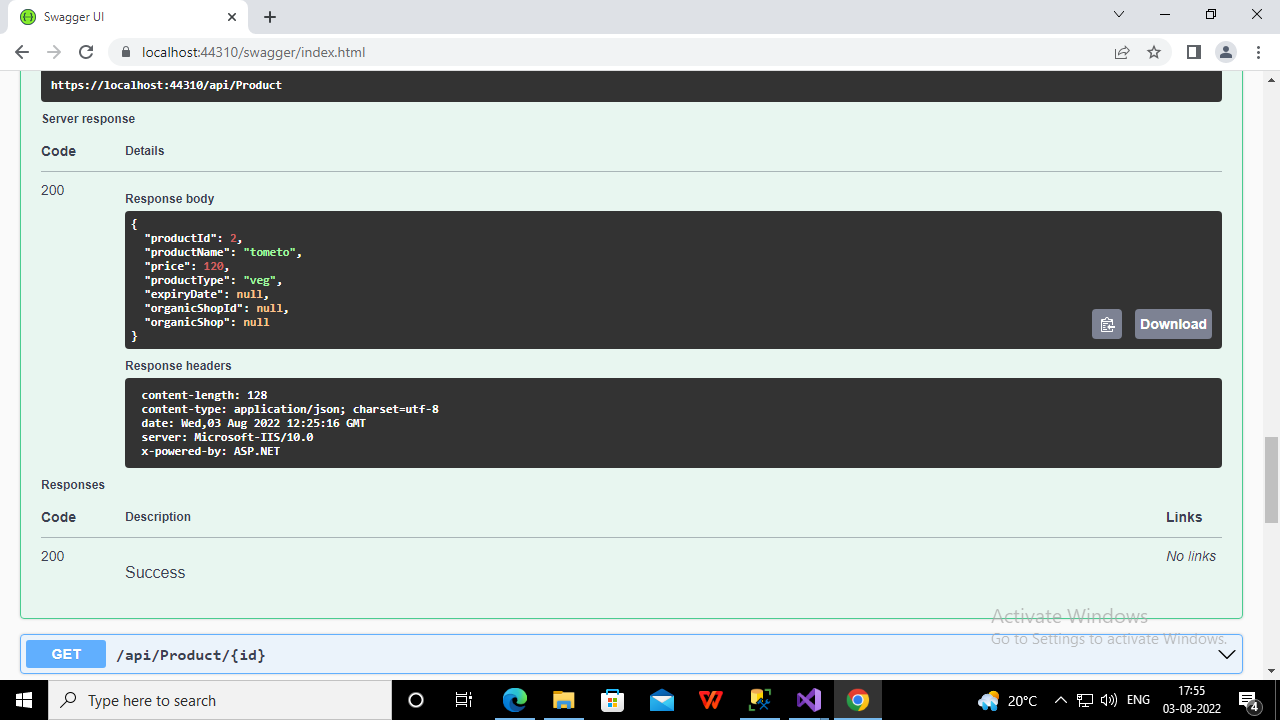 Swagger UI
localhost:44310/swagger/index.html
https://localhost:44310/api/Product
Server response
Code Details
200
Response body
{
"productId": 2,
"productName": "tometo",
"price": 120,
"productType": "veg",
"expiryDate": null,
"organicShopId": null,
"organicShop": null
}
Download
Response headers
content-length: 128
content-type: application/json; charset=utf-8
date: Wed,03 Aug 2022 12:25:16 GMT
server: Microsoft-IIS/10.0
x-powered-by: ASP.NET
Responses
Code Description Links
200 No links
Success
Activate Windows
Go to Settings to activate Windows.
GET /api/Product/{id}
Type here to search
20°C
ENG
17:55
03-08-2022
4